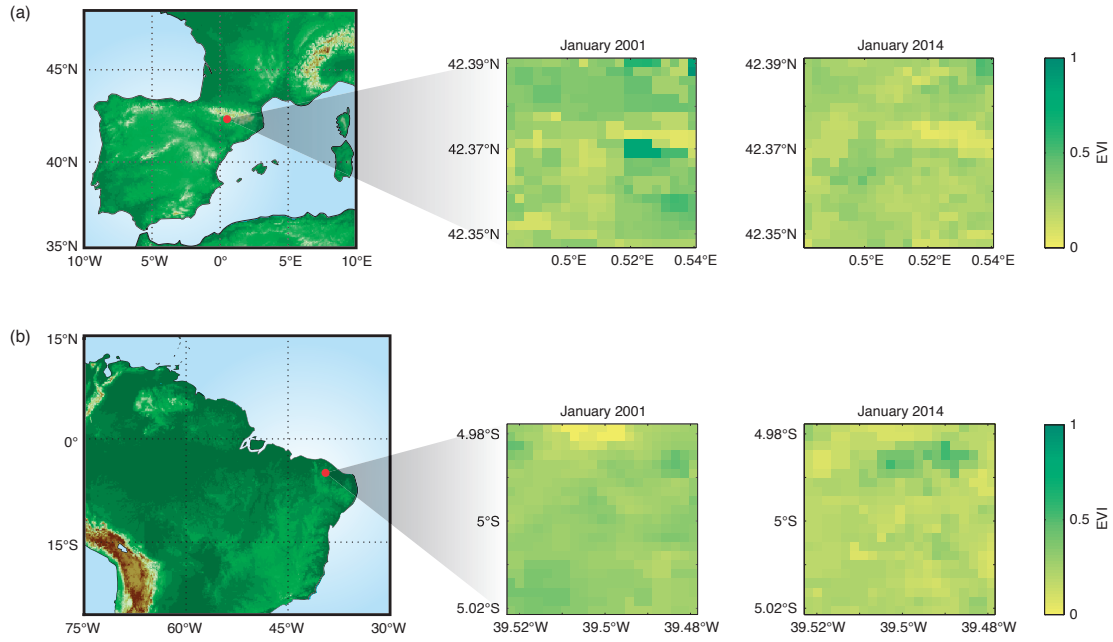 (a)
45°N
40°N
35°N
10°W 5°W 0° 5°E 10°E
January 2001
42.39°N
42.37°N
42.35°N
0.5°E 0.52°E 0.54°E
January 2014
42.39°N
42.37°N
42.35°N
0.5°E 0.52°E 0.54°E
1
0.5
0
EVI
(b)
15°N
0°
15°S
75°W 60°W 45°W 30°W
January 2001
4.98°S
5°S
5.02°S
39.52°W 39.5°W 39.48°W
January 2014
4.98°S
5°S
5.02°S
39.52°W 39.5°W 39.48°W
1
0.5
0
EVI